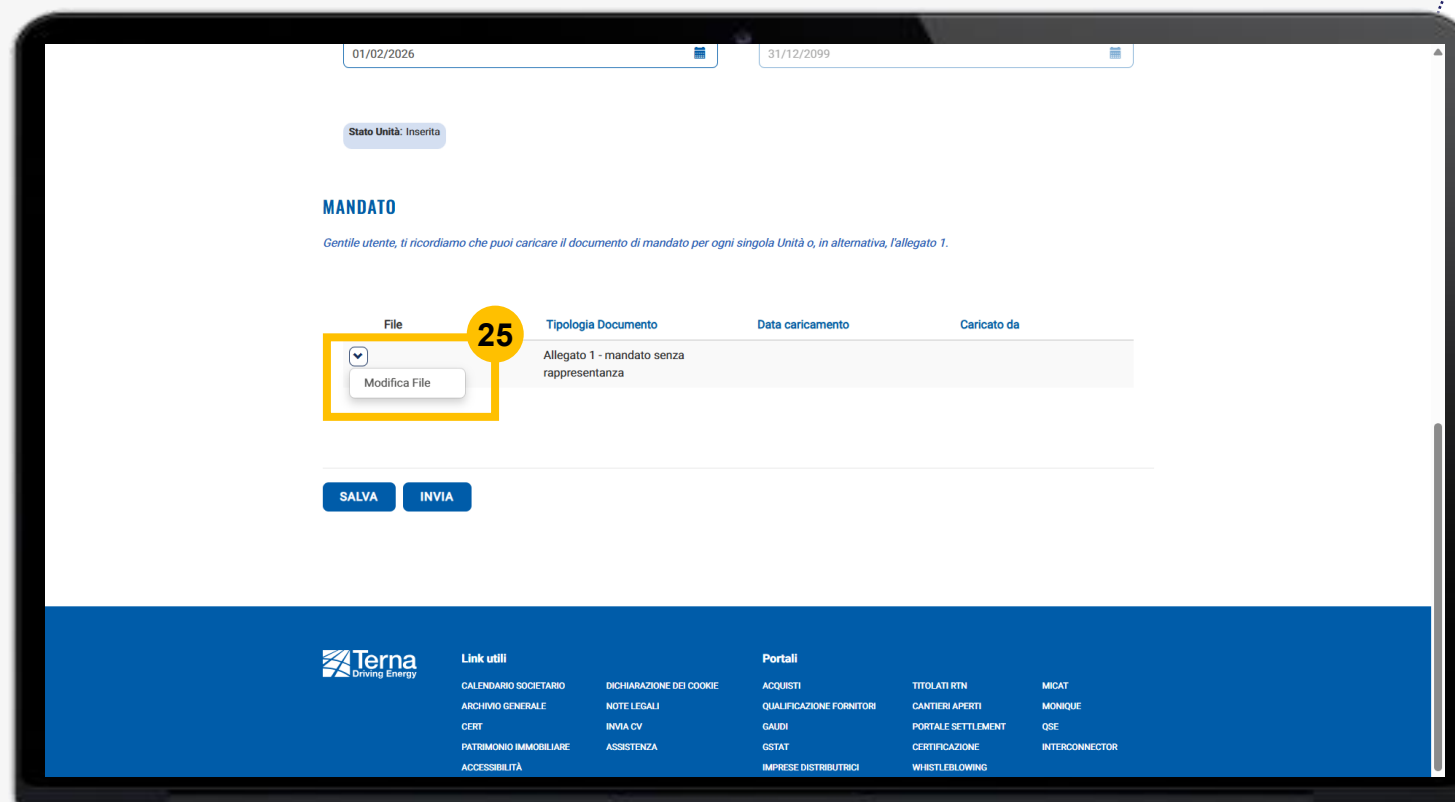 01/02/2026 31/12/2099
Stato Unità: Inserita
MANDATO
Gentile utente, ti ricordiamo che puoi caricare il documento di mandato per ogni singola Unità o, in alternativa, l'allegato 1.
File 25 Tipologia Documento Data caricamento Caricato da
Allegato 1 - mandato senza
rappresentanza
Modifica File
SALVA INVIA
Terna
Driving Energy
Link utili
CALENDARIO SOCIETARIO DICHIARAZIONE DEI COOKIE
ARCHIVIO GENERALE NOTE LEGALI
CERT INVIA CV
PATRIMONIO IMMOBILIARE ASSISTENZA
ACCESSIBILITÀ
Portali
ACQUISTI TITOLATI RTN MICAT
QUALIFICAZIONE FORNITORI CANTIERI APERTI MONIQUE
GAUDI PORTALE SETTLEMENT QSE
GSTAT CERTIFICAZIONE INTERCONNECTOR
IMPRESE DISTRIBUTRICI WHISTLEBLOWING